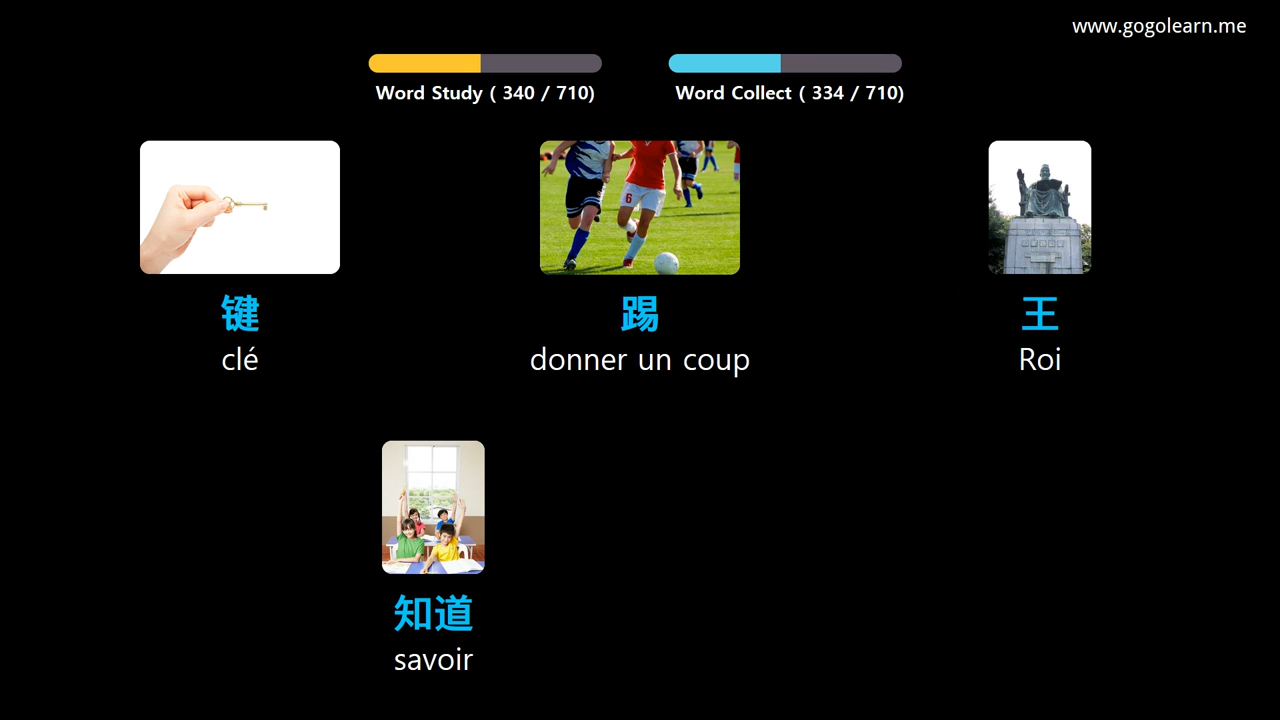 www.gogolearn.me
Word Study ( 340 / 710)
Word Collect ( 334 / 710)
键
clé
踢
donner un coup
王
Roi
知道
savoir